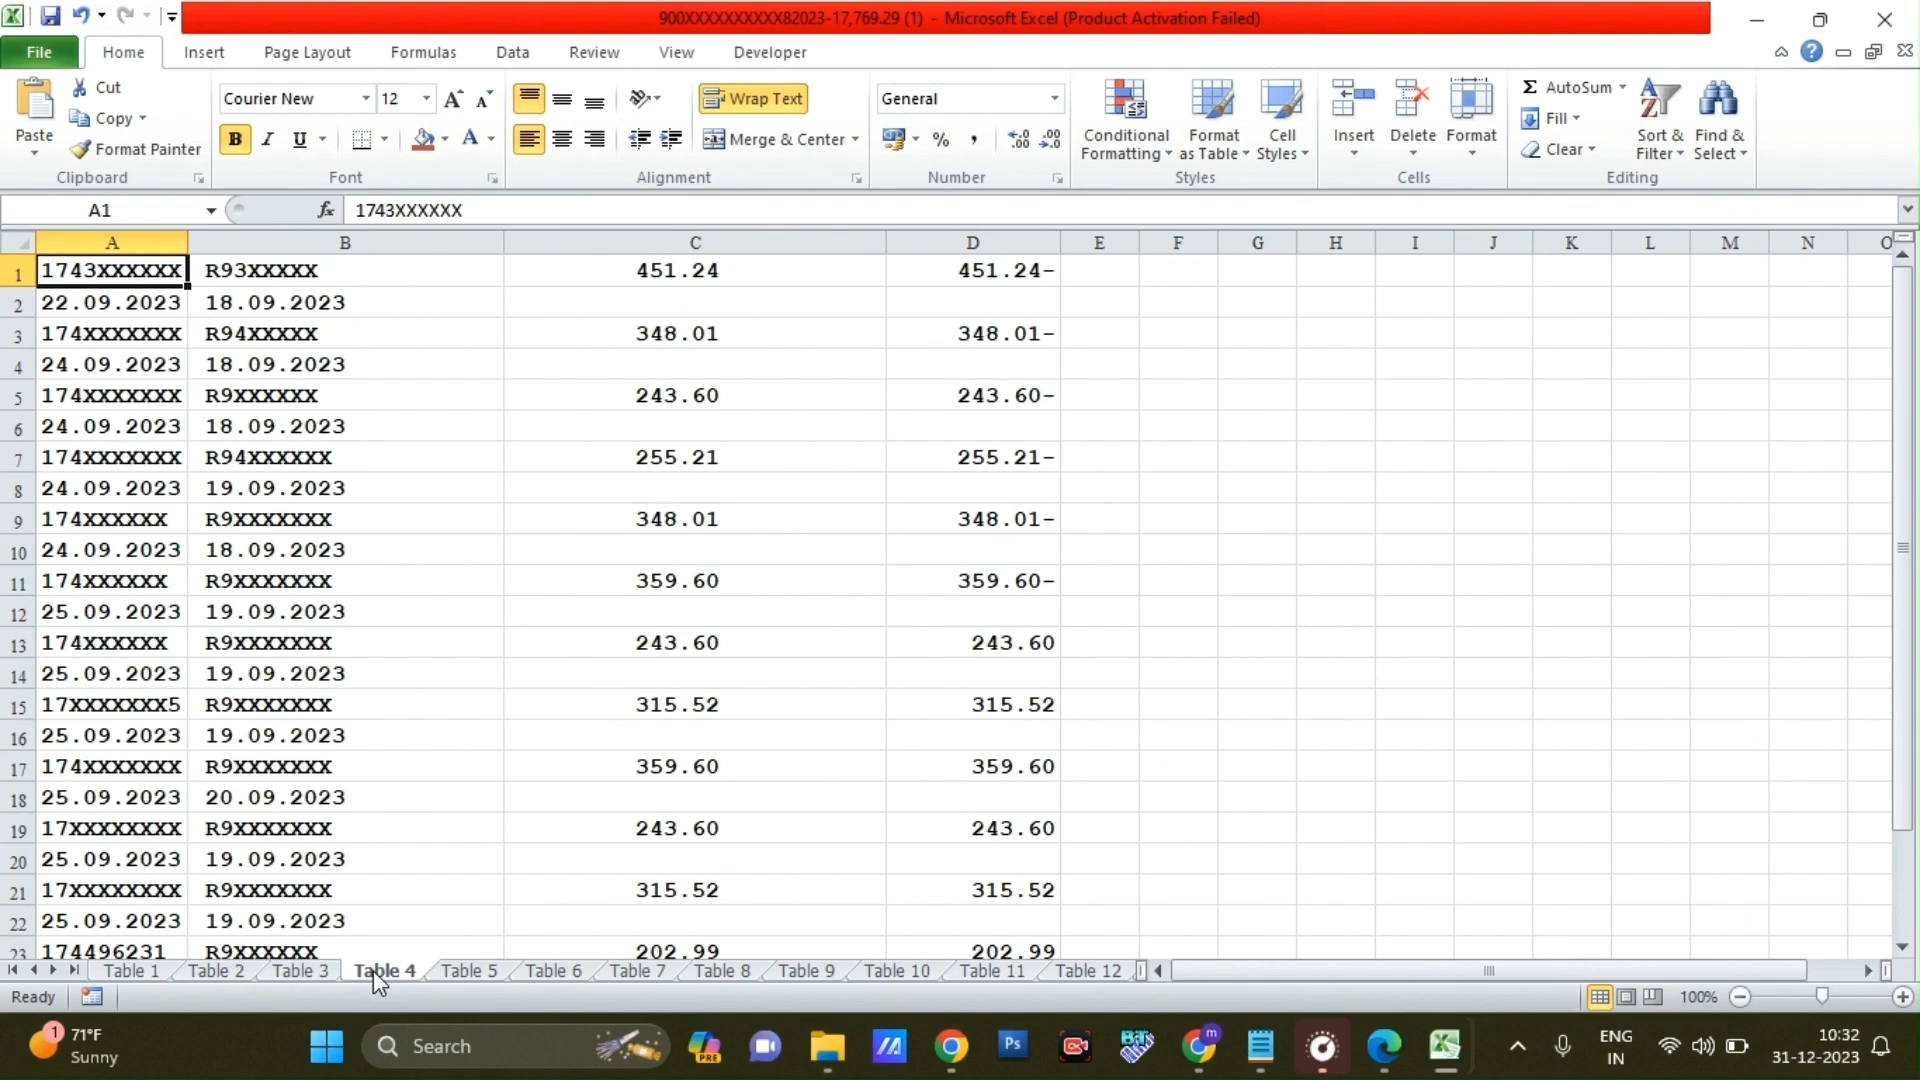 900XXXXXXXXXX82023-17,769.29 (1) - Microsoft Excel (Product Activation Failed)
File Home Insert Page Layout Formulas Data Review View Developer
Cut
Copy
Format Painter
Paste
Clipboard
Courier New 12
B I U
Font
Wrap Text
Merge & Center
Alignment
General
%
Number
Conditional Formatting
Format as Table
Cell Styles
Styles
Insert Delete Format
Cells
AutoSum
Fill
Clear
Sort & Filter
Find & Select
Editing
A1 fx 1743XXXXXX
A B C D E F G H I J K L M N O
1 1743XXXXXX R93XXXXX 451.24 451.24-
2 22.09.2023 18.09.2023
3 174XXXXXXX R94XXXXX 348.01 348.01-
4 24.09.2023 18.09.2023
5 174XXXXXXX R9XXXXXX 243.60 243.60-
6 24.09.2023 18.09.2023
7 174XXXXXXX R94XXXXXX 255.21 255.21-
8 24.09.2023 19.09.2023
9 174XXXXXX R9XXXXXXX 348.01 348.01-
10 24.09.2023 18.09.2023
11 174XXXXXX R9XXXXXXX 359.60 359.60-
12 25.09.2023 19.09.2023
13 174XXXXXX R9XXXXXXX 243.60 243.60
14 25.09.2023 19.09.2023
15 17XXXXXXX5 R9XXXXXXX 315.52 315.52
16 25.09.2023 19.09.2023
17 174XXXXXXX R9XXXXXXX 359.60 359.60
18 25.09.2023 20.09.2023
19 17XXXXXXXX R9XXXXXXX 243.60 243.60
20 25.09.2023 19.09.2023
21 17XXXXXXXX R9XXXXXXX 315.52 315.52
22 25.09.2023 19.09.2023
23 174496231 R9XXXXXX 202.99 202.99
Table 1 Table 2 Table 3 Table 4 Table 5 Table 6 Table 7 Table 8 Table 9 Table 10 Table 11 Table 12
Ready 100%
1 71°F
Sunny
Search
PRE
Ps
m
ENG
IN
10:32
31-12-2023